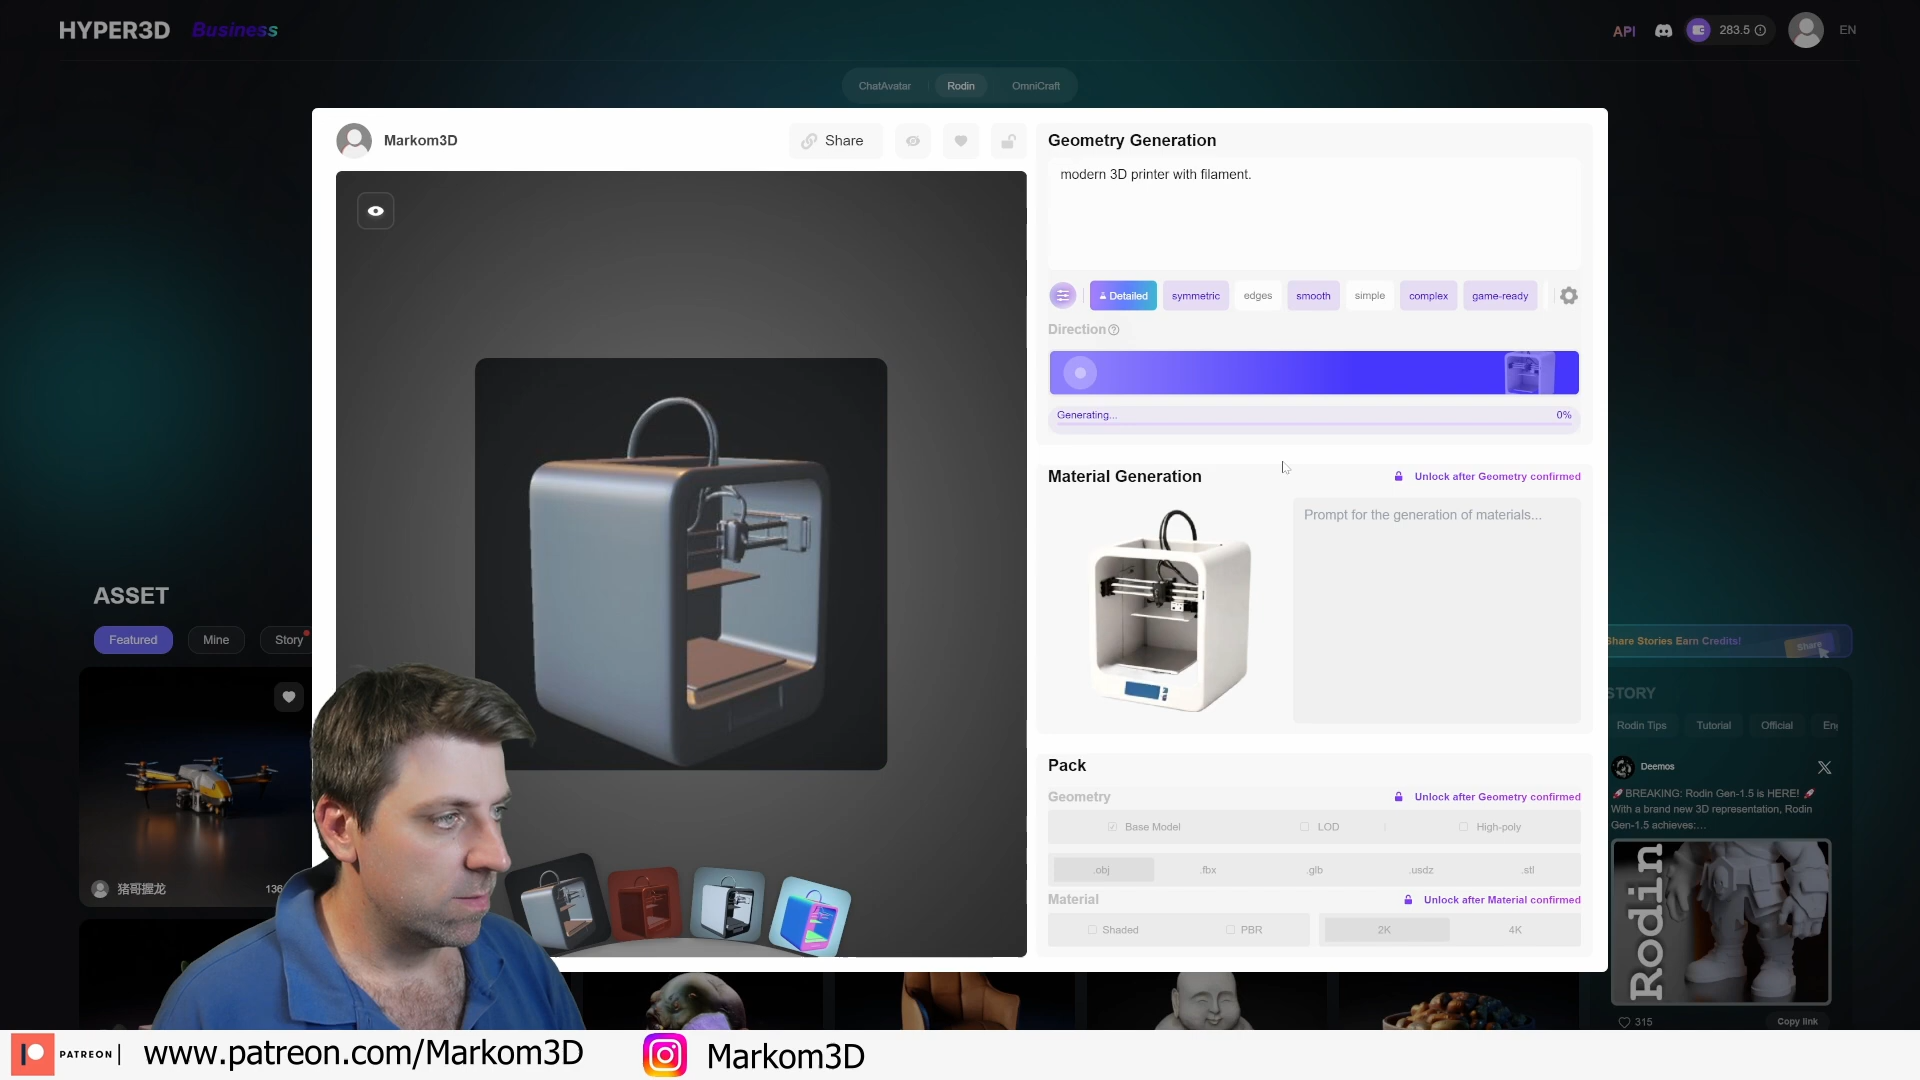 HYPER3D Business
API 283.5 EN
ChatAvatar Rodin OmniCraft
Markom3D
Share
Geometry Generation
modern 3D printer with filament.
Detailed symmetric edges smooth simple complex game-ready
Direction
Generating... 0%
Material Generation
Unlock after Geometry confirmed
Prompt for the generation of materials...
Pack
Geometry
Unlock after Geometry confirmed
Base Model LOD High-poly
.obj .fbx .glb .usdz .stl
Material
Unlock after Material confirmed
Shaded PBR 2K 4K
ASSET
Featured Mine Story
猪哥握龙 136
Share Stories Earn Credits!
Share
STORY
Rodin Tips Tutorial Official
Deemos
🚀 BREAKING: Rodin Gen-1.5 is HERE! 🚀
With a brand new 3D representation, Rodin
Gen-1.5 achieves:...
Rodin
315 Copy link
PATREON | www.patreon.com/Markom3D Markom3D